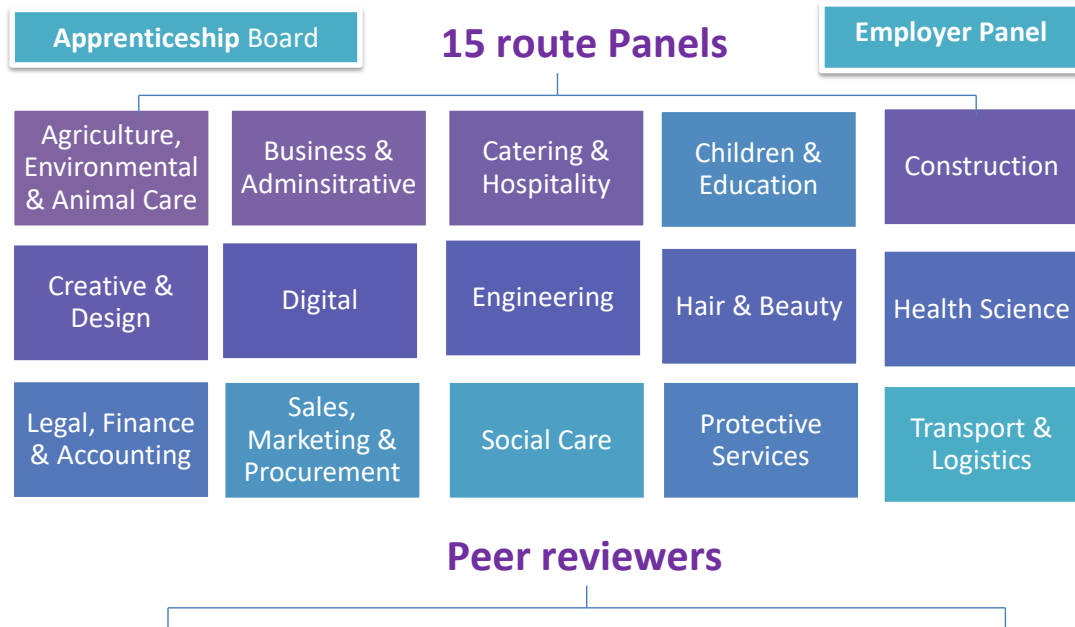 Apprenticeship Board
15 route Panels
Employer Panel
Agriculture,
Environmental
& Animal Care
Business &
Adminsitrative
Catering &
Hospitality
Children &
Education
Construction
Creative &
Design
Digital
Engineering
Hair & Beauty
Health Science
Legal, Finance
& Accounting
Sales,
Marketing &
Procurement
Social Care
Protective
Services
Transport &
Logistics
Peer reviewers